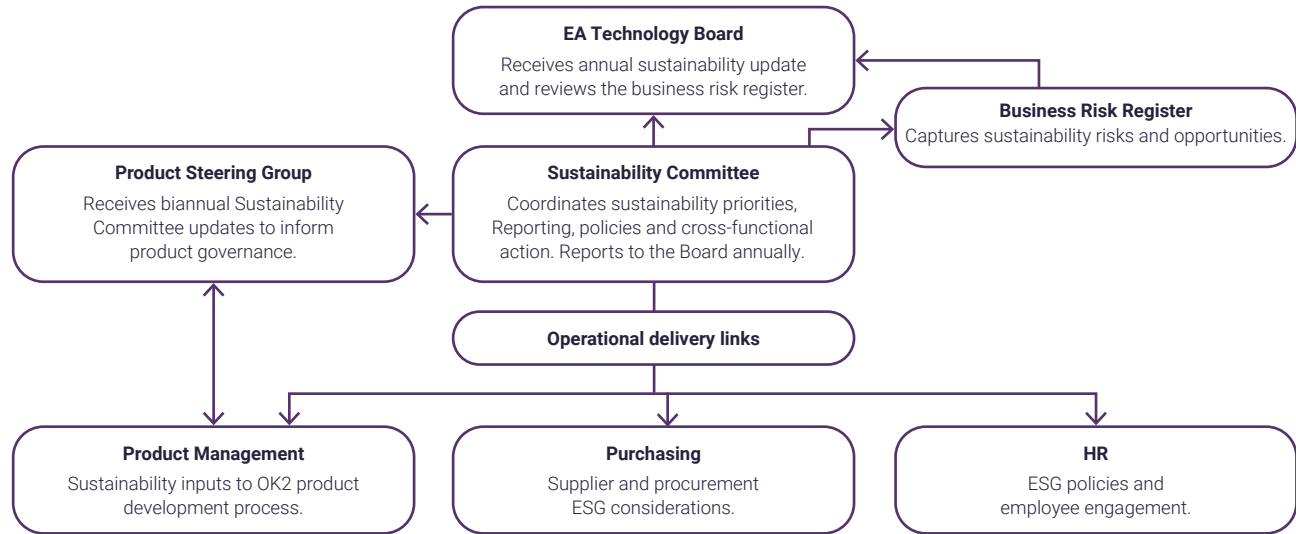 EA Technology Board
Receives annual sustainability update
and reviews the business risk register.
Business Risk Register
Captures sustainability risks and opportunities.
Product Steering Group
Receives biannual Sustainability
Committee updates to inform
product governance.
Sustainability Committee
Coordinates sustainability priorities,
Reporting, policies and cross-functional
action. Reports to the Board annually.
Operational delivery links
Product Management
Sustainability inputs to OK2 product
development process.
Purchasing
Supplier and procurement
ESG considerations.
HR
ESG policies and
employee engagement.